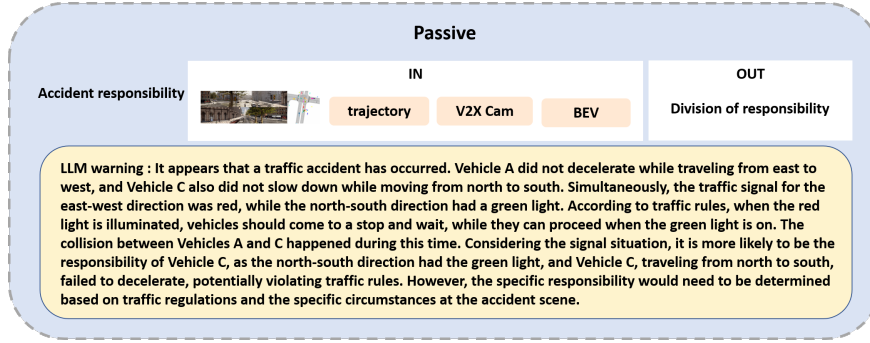 Passive
Accident responsibility
IN
OUT
trajectory
V2X Cam
BEV
Division of responsibility
LLM warning : It appears that a traffic accident has occurred. Vehicle A did not decelerate while traveling from east to
west, and Vehicle C also did not slow down while moving from north to south. Simultaneously, the traffic signal for the
east-west direction was red, while the north-south direction had a green light. According to traffic rules, when the red
light is illuminated, vehicles should come to a stop and wait, while they can proceed when the green light is on. The
collision between Vehicles A and C happened during this time. Considering the signal situation, it is more likely to be the
responsibility of Vehicle C, as the north-south direction had the green light, and Vehicle C, traveling from north to south,
failed to decelerate, potentially violating traffic rules. However, the specific responsibility would need to be determined
based on traffic regulations and the specific circumstances at the accident scene.